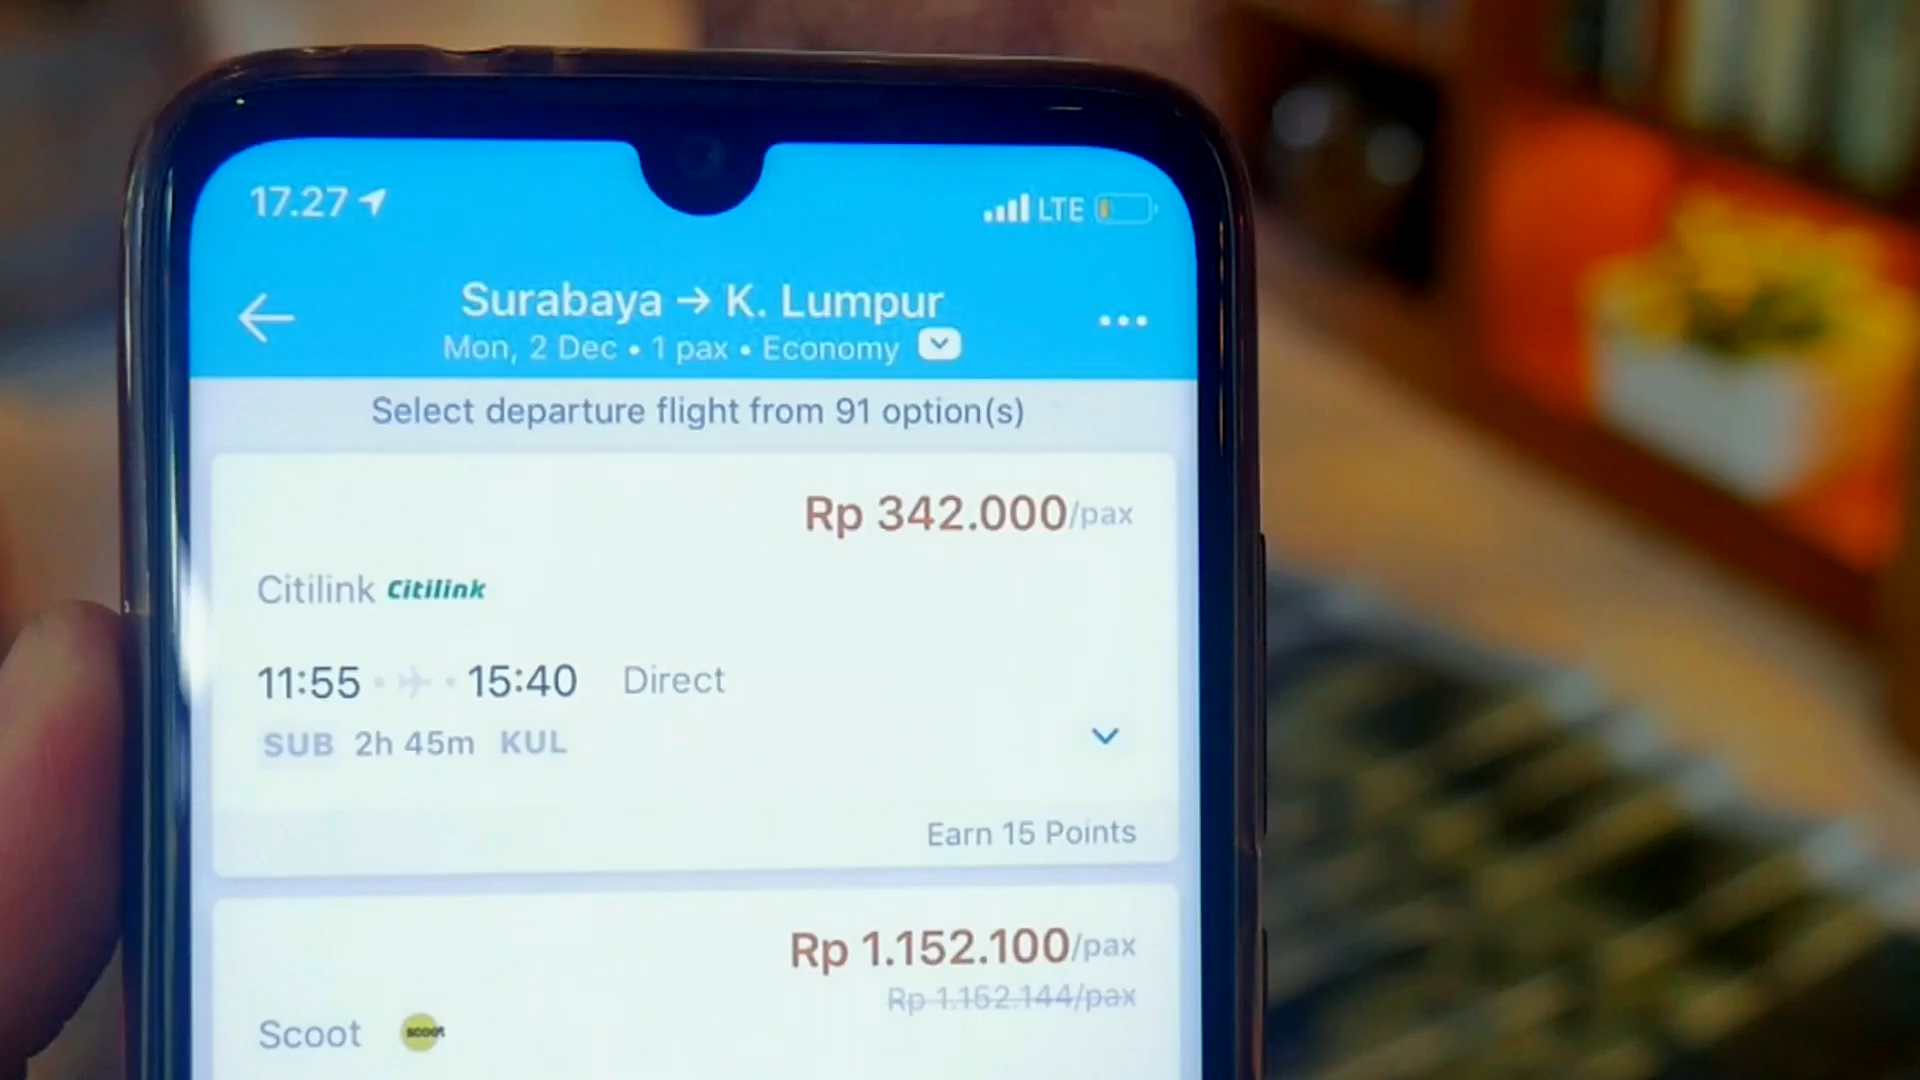 17.27 LTE
Surabaya → K. Lumpur
Mon, 2 Dec • 1 pax • Economy
Select departure flight from 91 option(s)
Rp 342.000/pax
Citilink Citilink
11:55 15:40 Direct
SUB 2h 45m KUL
Earn 15 Points
Rp 1.152.100/pax
Rp 1.152.144/pax
Scoot scoot